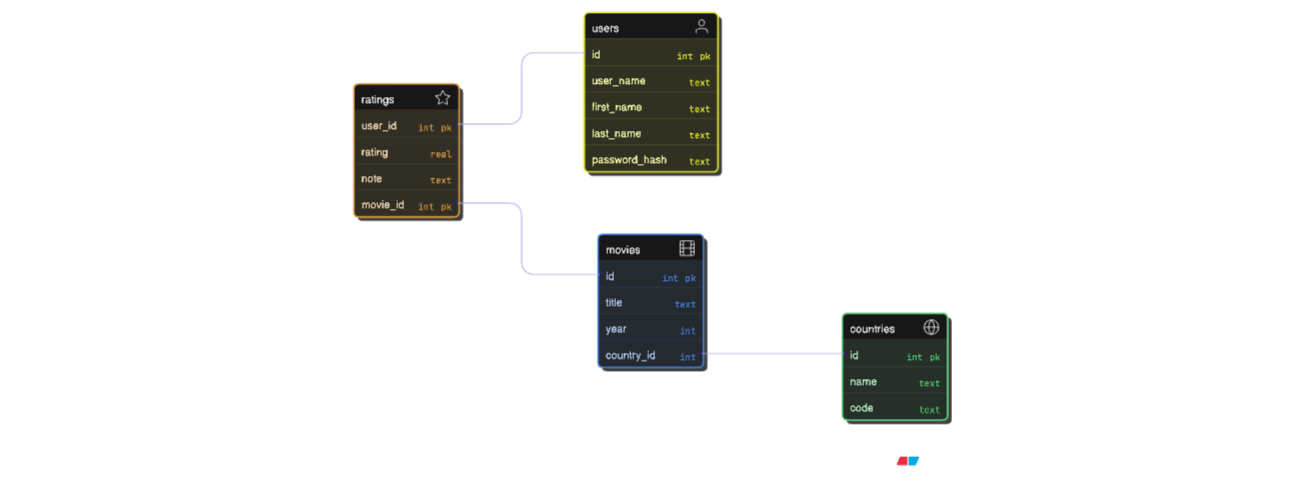 users
id int pk
user_name text
first_name text
last_name text
password_hash text
ratings
user_id int pk
rating real
note text
movie_id int pk
movies
id int pk
title text
year int
country_id int
countries
id int pk
name text
code text